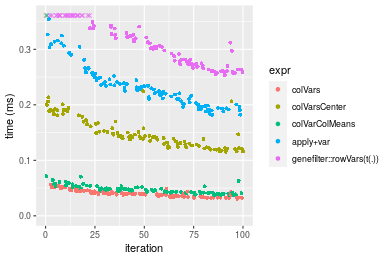 time (ms)
0.3
0.2
0.1
0.0
0
25
50
75
100
iteration
expr
colVars
colVarsCenter
colVarColMeans
apply+var
genefilter::rowVars(t(.))